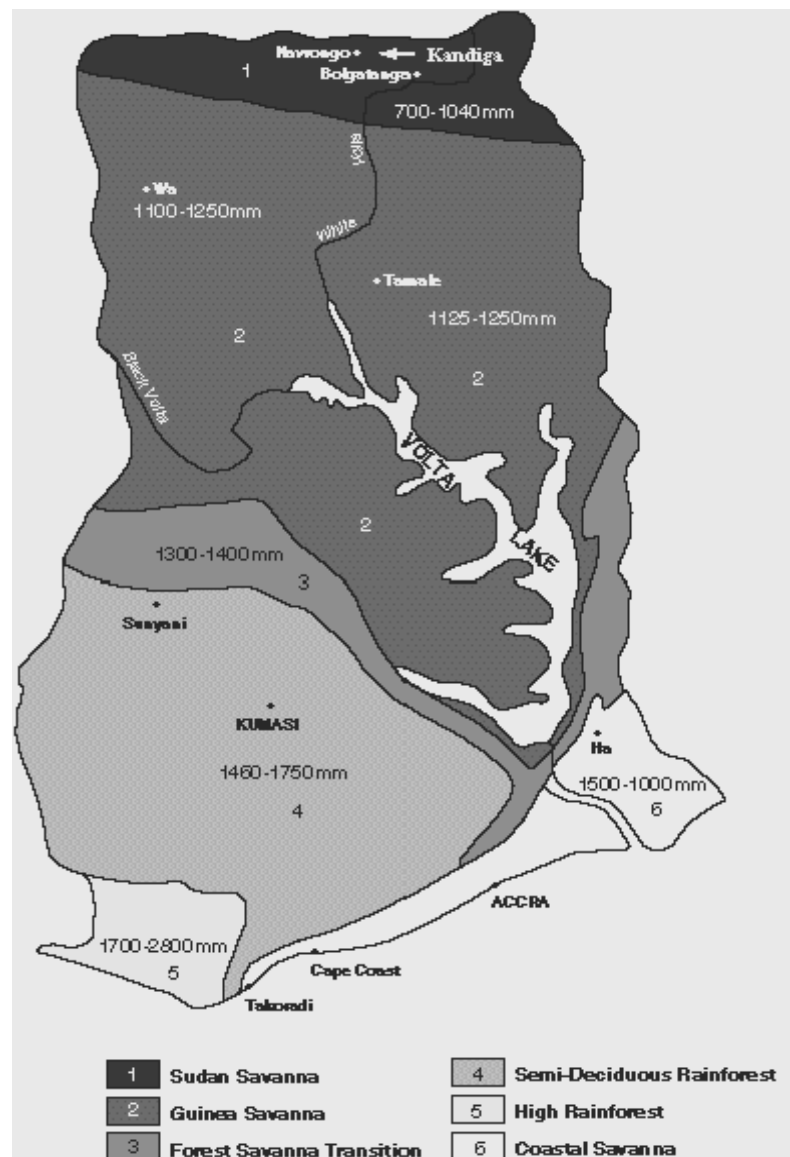 Navrongo
Kandiga
Bolgatanga
1
700-1040mm
Wa
1100-1250mm
White
Volta
Tamale
1125-1250mm
2
2
Black Volta
VOLTA
LAKE
2
1300-1400mm
3
Sunyani
KUMASI
1460-1750mm
4
Ha
1500-1000mm
6
ACCRA
1700-2800mm
5
Cape Coast
Takoradi
1 Sudan Savanna
2 Guinea Savanna
3 Forest Savanna Transition
4 Semi-Deciduous Rainforest
5 High Rainforest
6 Coastal Savanna